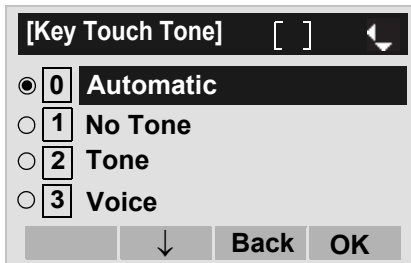 [Key Touch Tone] [ ]
0 Automatic
1 No Tone
2 Tone
3 Voice
↓ Back OK